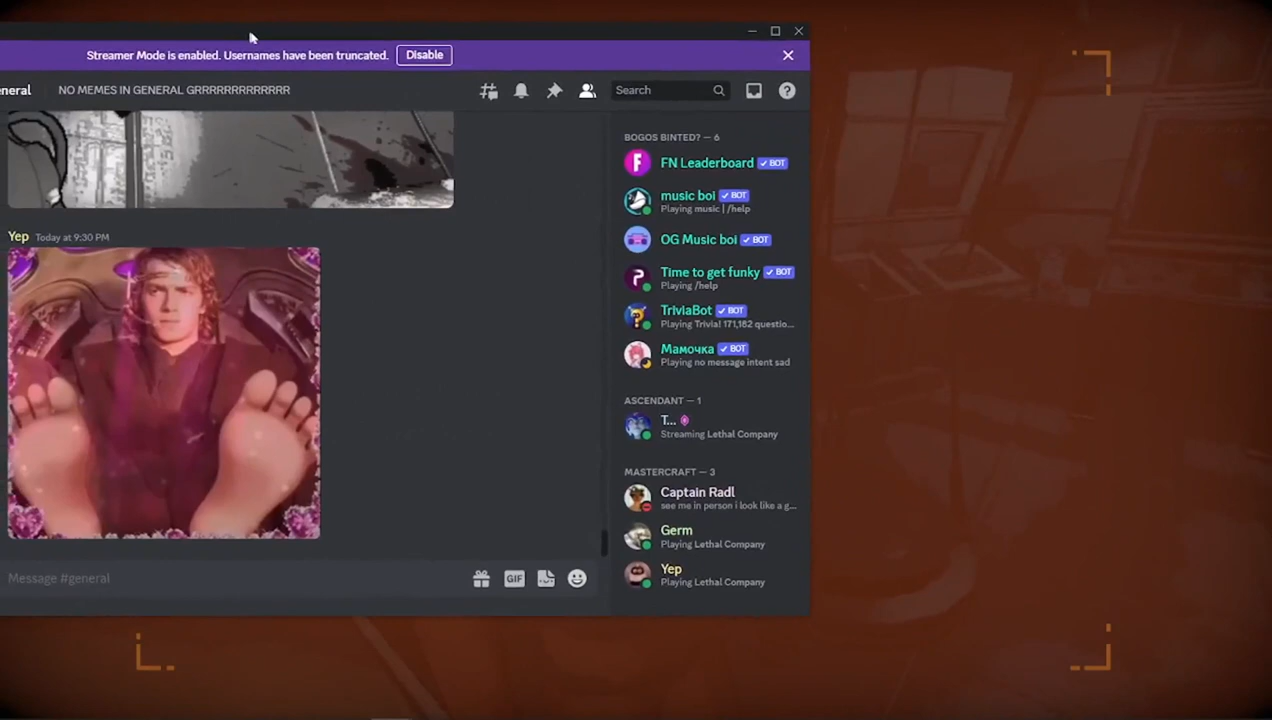 Streamer Mode is enabled. Usernames have been truncated. Disable
eneral NO MEMES IN GENERAL GRRRRRRRRRRRRR Search
BOGOS BINTED? — 6
FN Leaderboard BOT
music boi BOT
Playing music | /help
Yep Today at 9:30 PM
OG Music boi BOT
Time to get funky BOT
Playing /help
TriviaBot BOT
Playing Trivia! 171,182 questio...
Мамочка BOT
Playing no message intent sad
ASCENDANT — 1
T...
Streaming Lethal Company
MASTERCRAFT — 3
Captain Radl
see me in person i look like a g...
Germ
Playing Lethal Company
Yep
Playing Lethal Company
Message #general GIF